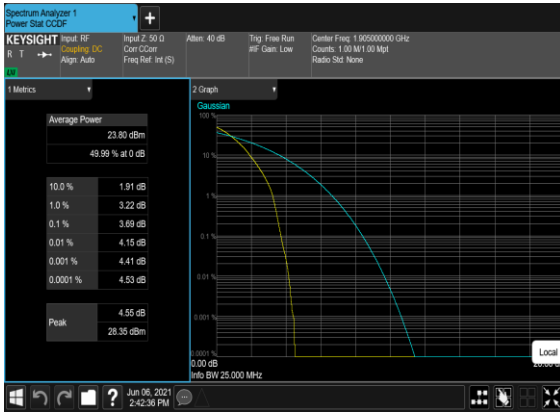 Spectrum Analyzer 1
Power Stat CCDF
KEYSIGHT
R T
LV
Input: RF
Coupling: DC
Align: Auto
Input Z: 50 Ω
Corr CCorr
Freq Ref: Int (S)
Atten: 40 dB
Trig: Free Run
#IF Gain: Low
Center Freq: 1.905000000 GHz
Counts: 1.00 M/1.00 Mpt
Radio Std: None
1 Metrics
Average Power
23.80 dBm
49.99 % at 0 dB
10.0 % 1.91 dB
1.0 % 3.22 dB
0.1 % 3.69 dB
0.01 % 4.15 dB
0.001 % 4.41 dB
0.0001 % 4.53 dB
Peak
4.55 dB
28.35 dBm
2 Graph
Gaussian
100 %
10 %
1 %
0.1 %
0.01 %
0.001 %
0.0001 %
0.00 dB
Info BW 25.000 MHz
Local
Jun 06, 2021
2:42:36 PM